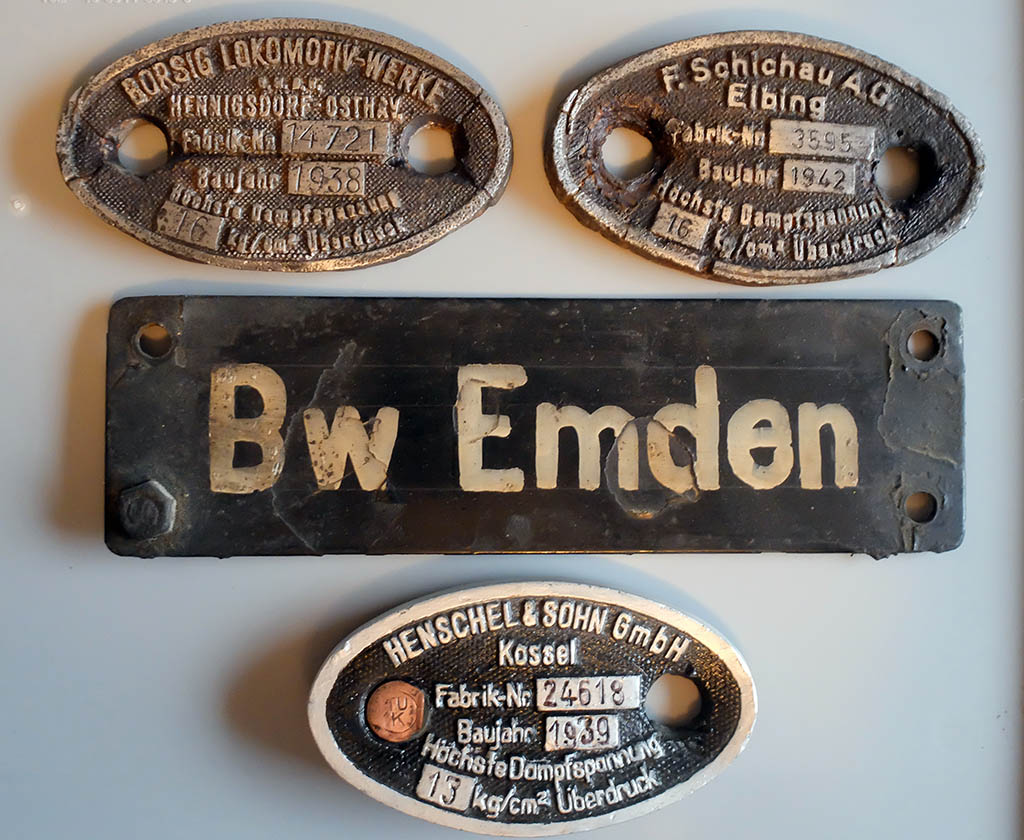 BORSIG LOKOMOTIV-WERKE
G.M.B.H.
HENNIGSDORF-OSTHAV.
Fabrik-Nr. 14721
Baujahr 1938
Höchste Dampfspannung
16 kg/cm² Überdruck
F. Schichau A.G.
Elbing
Fabrik-Nr. 3595
Baujahr 1942
Höchste Dampfspannung
16 kg/cm² Überdruck
Bw Emden
HENSCHEL & SOHN GmbH
Kassel
Fabrik-Nr. 24618
Baujahr 1939
Höchste Dampfspannung
13 kg/cm² Überdruck